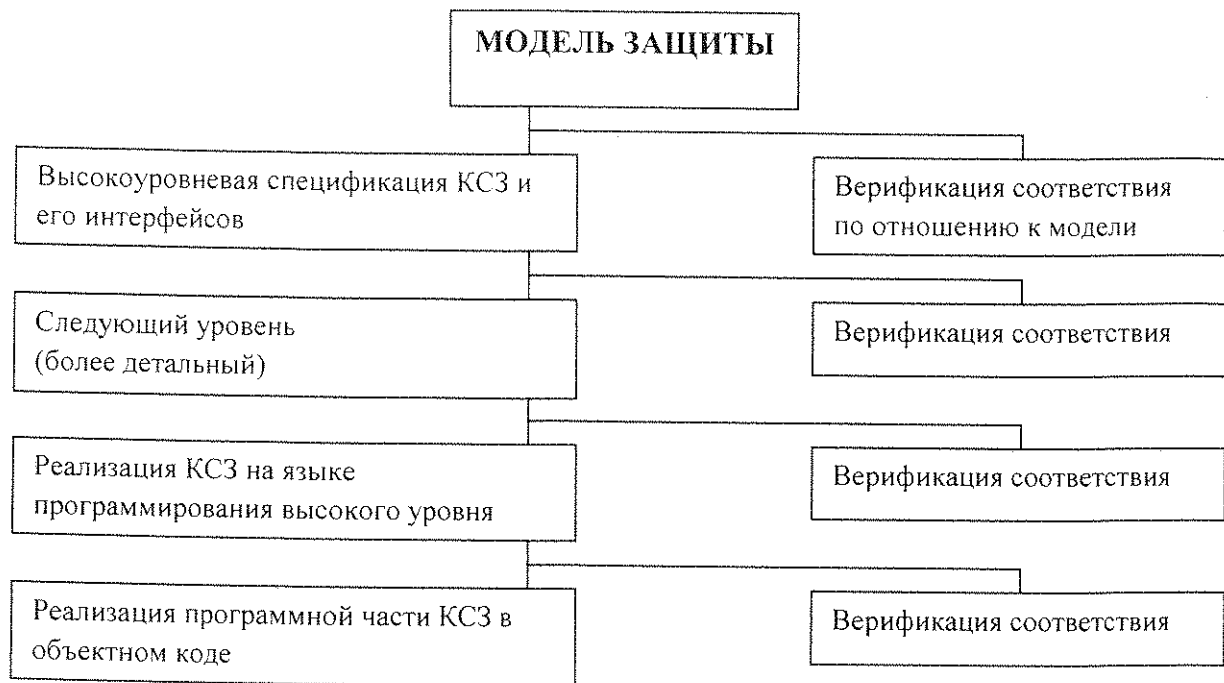 МОДЕЛЬ ЗАЩИТЫ
Высокоуровневая спецификация КСЗ и
его интерфейсов
Верификация соответствия
по отношению к модели
Следующий уровень
(более детальный)
Верификация соответствия
Реализация КСЗ на языке
программирования высокого уровня
Верификация соответствия
Реализация программной части КСЗ в
объектном коде
Верификация соответствия